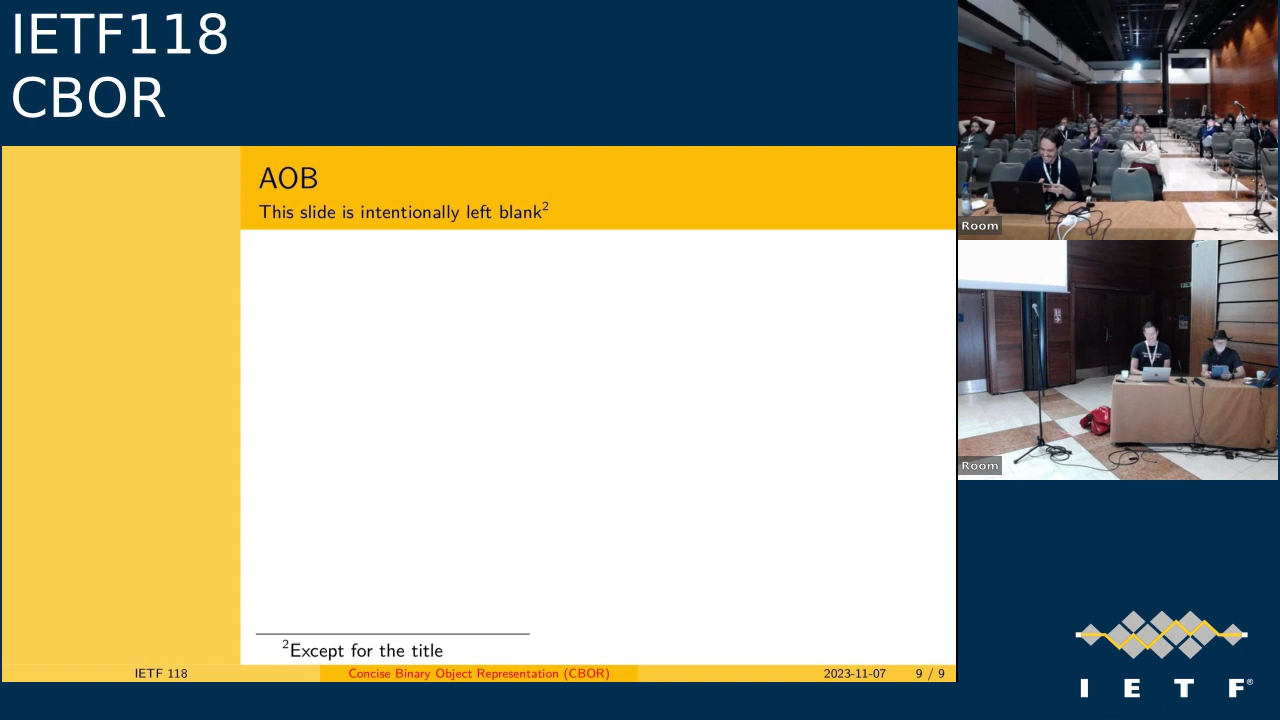 IETF118
CBOR
AOB
This slide is intentionally left blank2
2Except for the title
IETF 118
Concise Binary Object Representation (CBOR)
2023-11-07
9 / 9
Room
Room
I E T F®